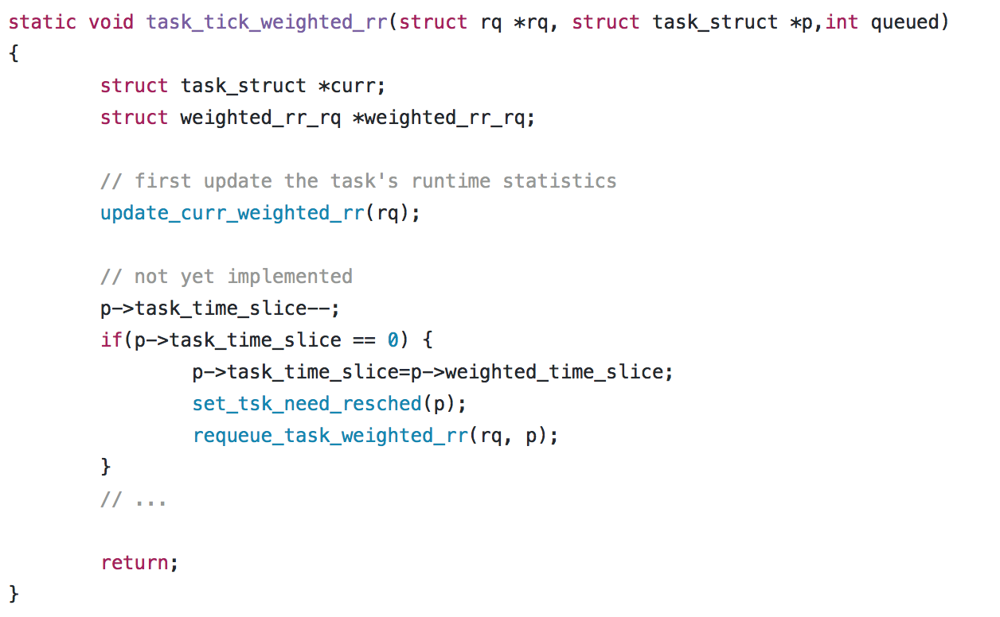 static void task_tick_weighted_rr(struct rq *rq, struct task_struct *p,int queued)
{
        struct task_struct *curr;
        struct weighted_rr_rq *weighted_rr_rq;

        // first update the task's runtime statistics
        update_curr_weighted_rr(rq);

        // not yet implemented
        p->task_time_slice--;
        if(p->task_time_slice == 0) {
                p->task_time_slice=p->weighted_time_slice;
                set_tsk_need_resched(p);
                requeue_task_weighted_rr(rq, p);
        }
        // ...

        return;
}